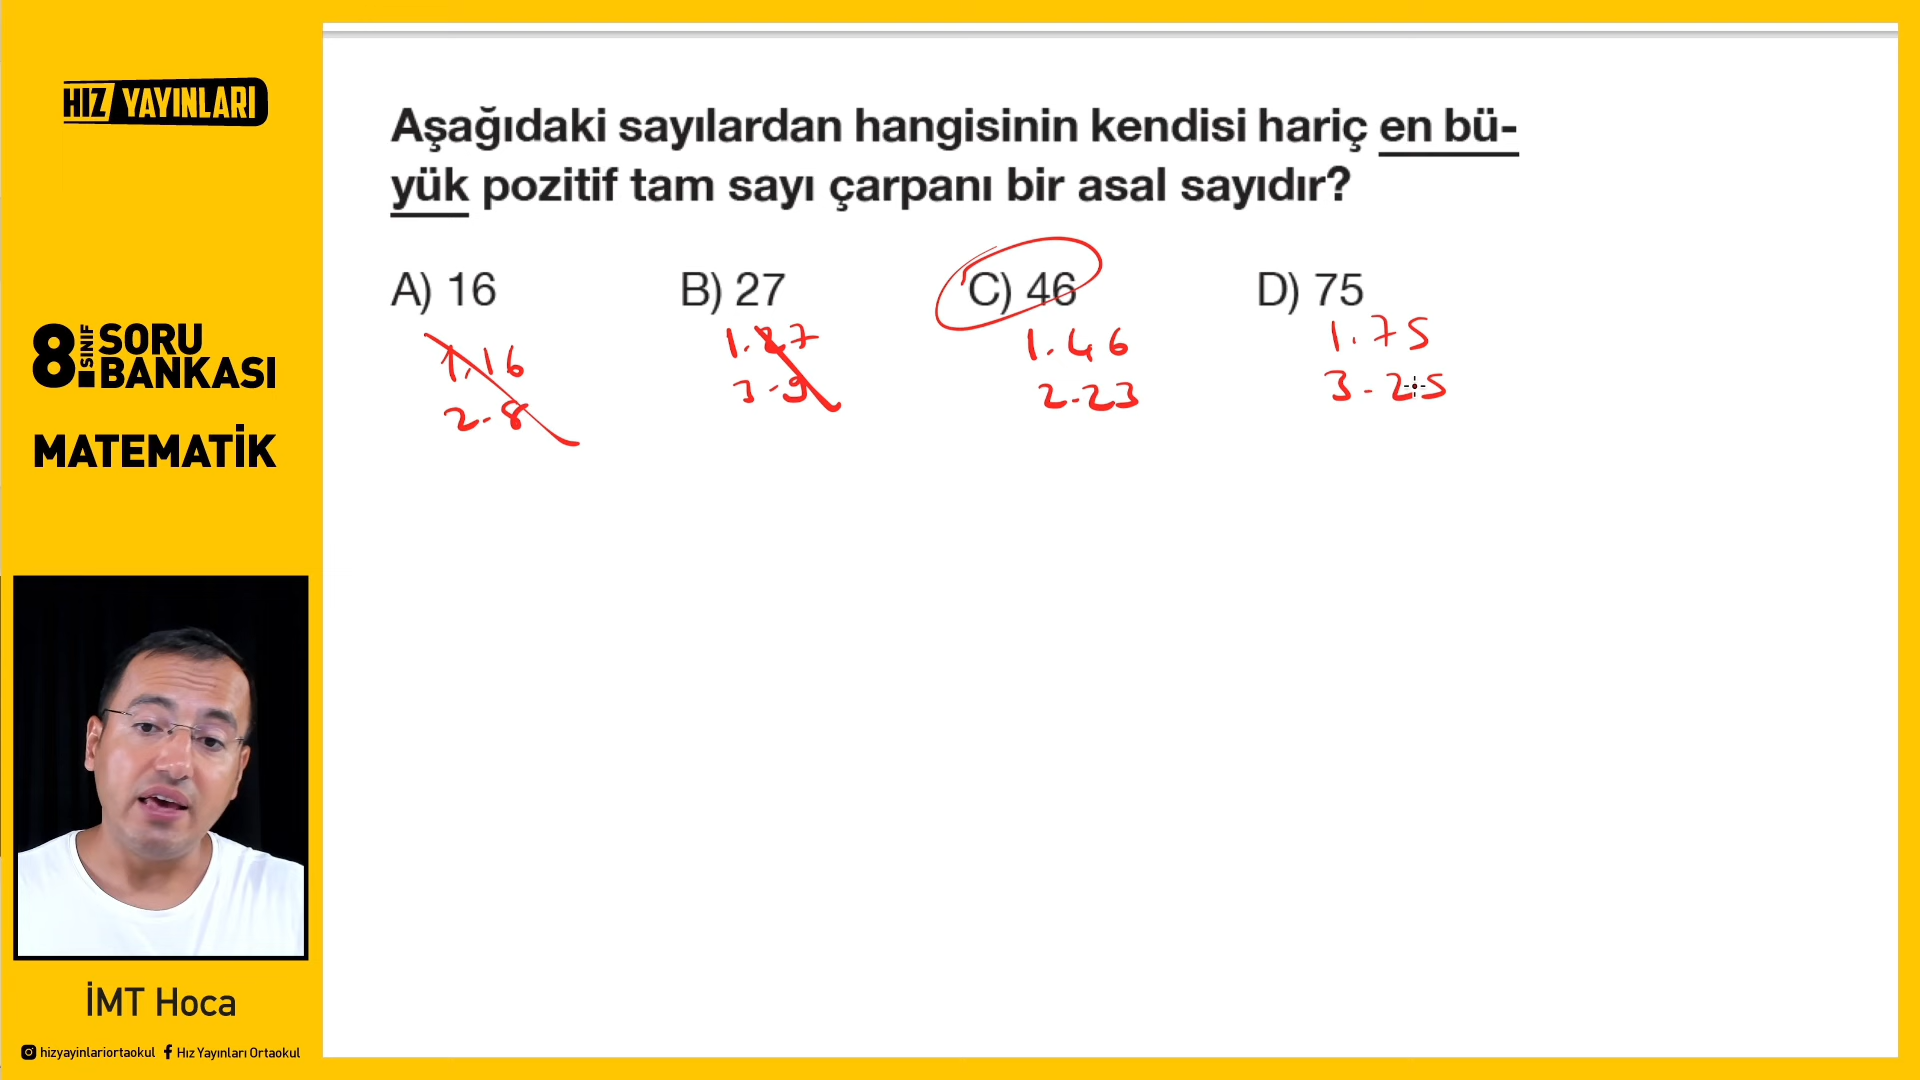 HIZ YAYINLARI
8. SINIF SORU BANKASI
MATEMATİK
Aşağıdaki sayılardan hangisinin kendisi hariç en bü-
yük pozitif tam sayı çarpanı bir asal sayıdır?
A) 16 B) 27 C) 46 D) 75
1.16 1.27 1.46 1.75
2.8 3.9 2.23 3.25
İMT Hoca
hizyayinlariortaokul Hız Yayınları Ortaokul